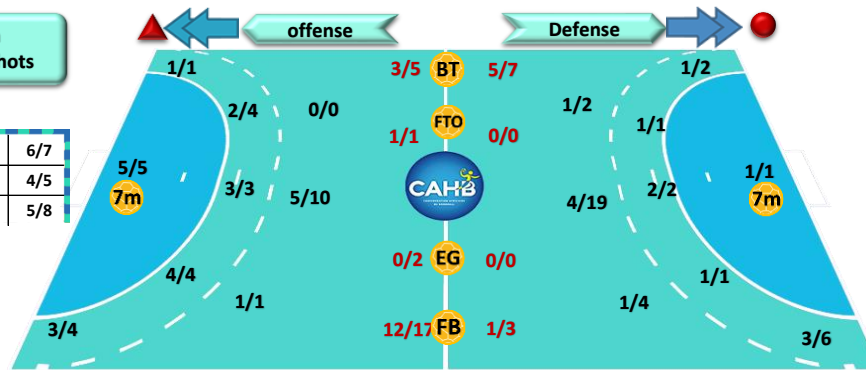 offense
Defense
1/1
3/5 BT 5/7
1/2
2/4
0/0
1/2
1/1
1/1
FTO
0/0
6/7
4/5
5/8
5/5
7m
3/3
5/10
CAHB
4/19
2/2
1/1
7m
4/4
0/2 EG 0/0
1/1
1/4
1/1
3/4
12/17 FB 1/3
3/6